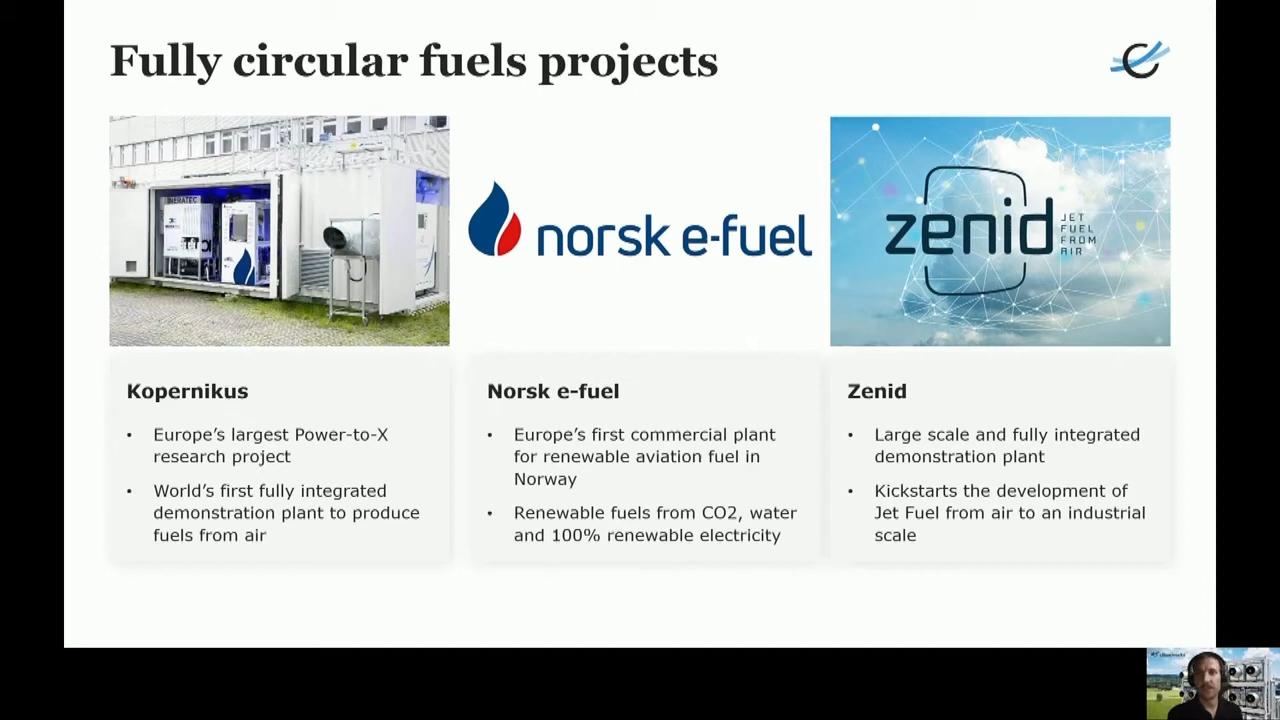 Fully circular fuels projects
INERATEC
norsk e-fuel
zenid
JET
FUEL
FROM
AIR
Kopernikus
• Europe’s largest Power-to-X
research project
• World’s first fully integrated
demonstration plant to produce
fuels from air
Norsk e-fuel
• Europe’s first commercial plant
for renewable aviation fuel in
Norway
• Renewable fuels from CO2, water
and 100% renewable electricity
Zenid
• Large scale and fully integrated
demonstration plant
• Kickstarts the development of
Jet Fuel from air to an industrial
scale
climeworks